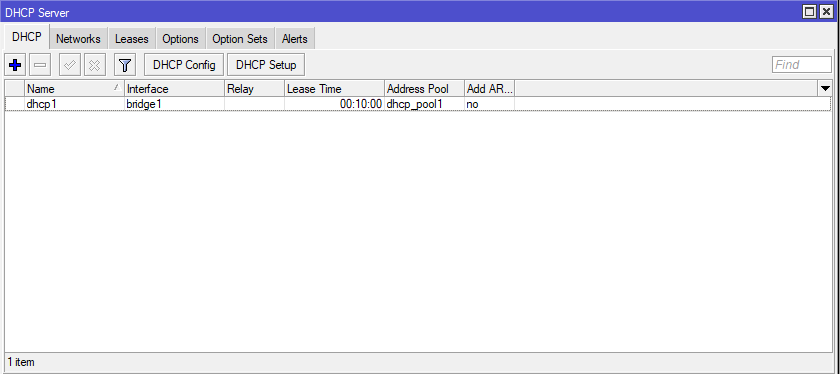 DHCP Server
DHCP Networks Leases Options Option Sets Alerts
DHCP Config DHCP Setup Find
Name Interface Relay Lease Time Address Pool Add AR...
dhcp1 bridge1 00:10:00 dhcp_pool1 no
1 item